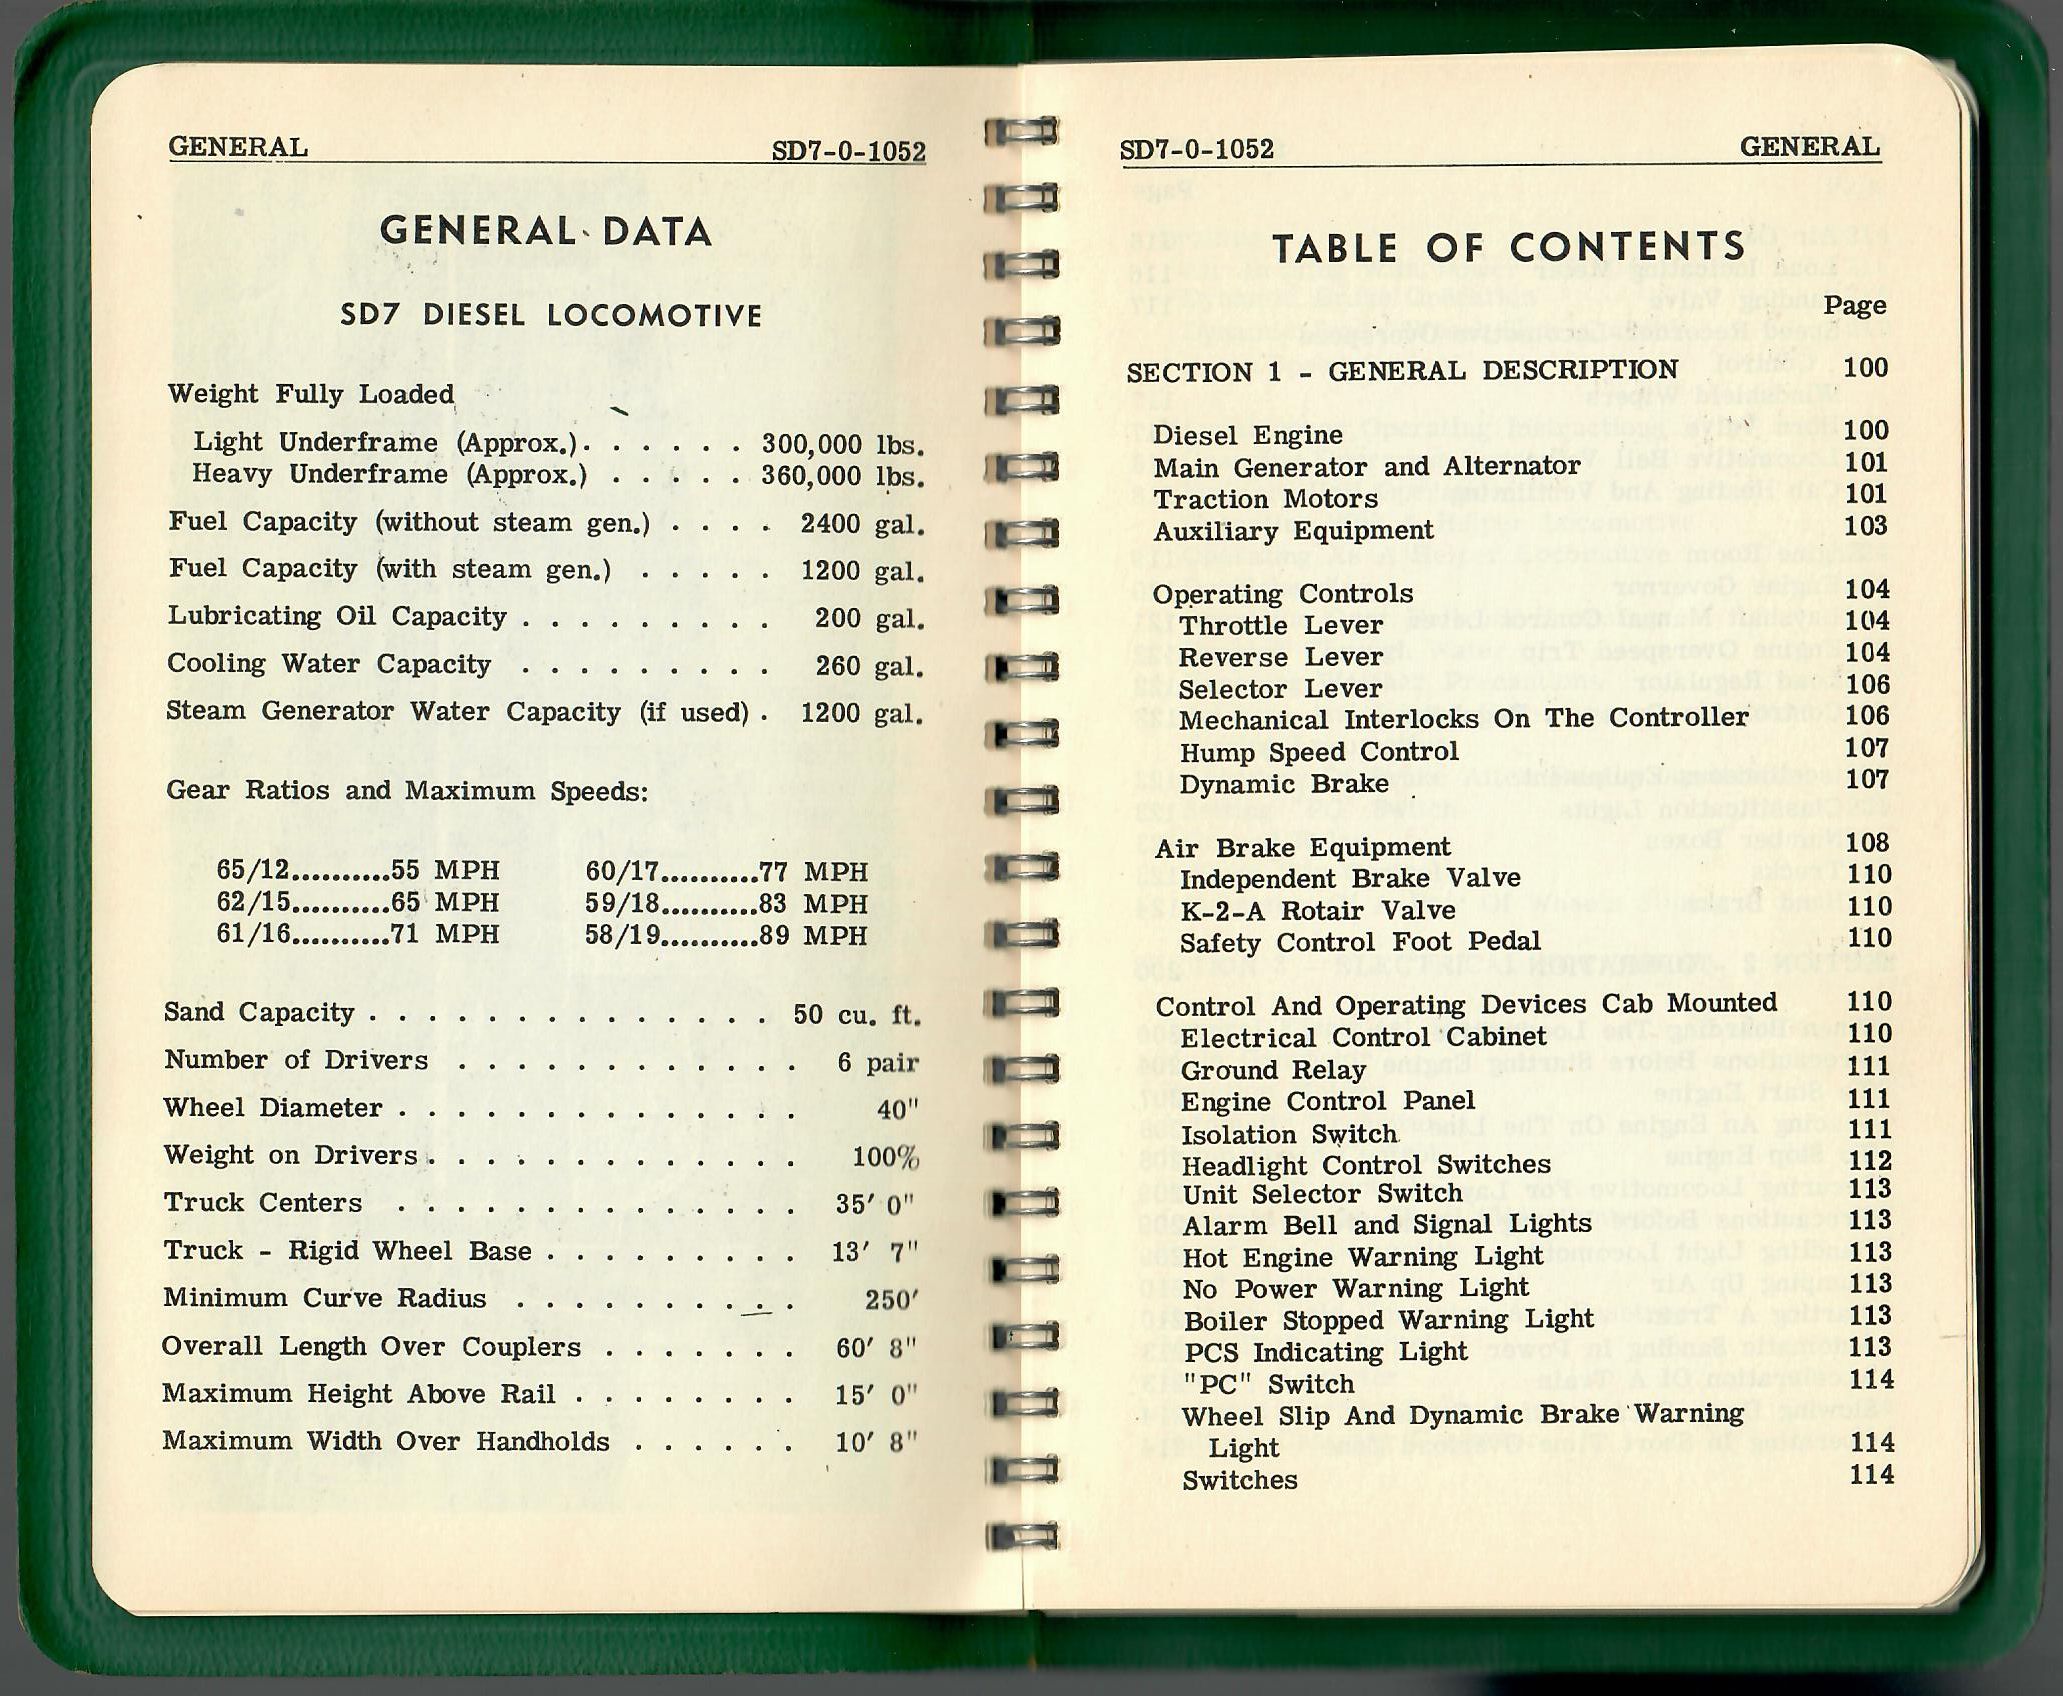 GENERAL SD7-0-1052
GENERAL DATA
SD7 DIESEL LOCOMOTIVE
Weight Fully Loaded
Light Underframe (Approx.). . . . . . 300,000 lbs.
Heavy Underframe (Approx.) . . . . . 360,000 lbs.
Fuel Capacity (without steam gen.) . . . . 2400 gal.
Fuel Capacity (with steam gen.) . . . . . 1200 gal.
Lubricating Oil Capacity . . . . . . . . . 200 gal.
Cooling Water Capacity . . . . . . . . . 260 gal.
Steam Generator Water Capacity (if used) . 1200 gal.
Gear Ratios and Maximum Speeds:
65/12..........55 MPH 60/17..........77 MPH
62/15..........65 MPH 59/18..........83 MPH
61/16..........71 MPH 58/19..........89 MPH
Sand Capacity . . . . . . . . . . . . . . 50 cu. ft.
Number of Drivers . . . . . . . . . . . . 6 pair
Wheel Diameter . . . . . . . . . . . . . . 40"
Weight on Drivers . . . . . . . . . . . . . 100%
Truck Centers . . . . . . . . . . . . . . 35' 0"
Truck - Rigid Wheel Base . . . . . . . . . 13' 7"
Minimum Curve Radius . . . . . . . . . . 250'
Overall Length Over Couplers . . . . . . . 60' 8"
Maximum Height Above Rail . . . . . . . . 15' 0"
Maximum Width Over Handholds . . . . . . 10' 8"
SD7-0-1052 GENERAL
TABLE OF CONTENTS
Page
SECTION 1 - GENERAL DESCRIPTION 100
Diesel Engine 100
Main Generator and Alternator 101
Traction Motors 101
Auxiliary Equipment 103
Operating Controls 104
Throttle Lever 104
Reverse Lever 104
Selector Lever 106
Mechanical Interlocks On The Controller 106
Hump Speed Control 107
Dynamic Brake 107
Air Brake Equipment 108
Independent Brake Valve 110
K-2-A Rotair Valve 110
Safety Control Foot Pedal 110
Control And Operating Devices Cab Mounted 110
Electrical Control Cabinet 110
Ground Relay 111
Engine Control Panel 111
Isolation Switch 111
Headlight Control Switches 112
Unit Selector Switch 113
Alarm Bell and Signal Lights 113
Hot Engine Warning Light 113
No Power Warning Light 113
Boiler Stopped Warning Light 113
PCS Indicating Light 113
"PC" Switch 114
Wheel Slip And Dynamic Brake Warning
Light 114
Switches 114